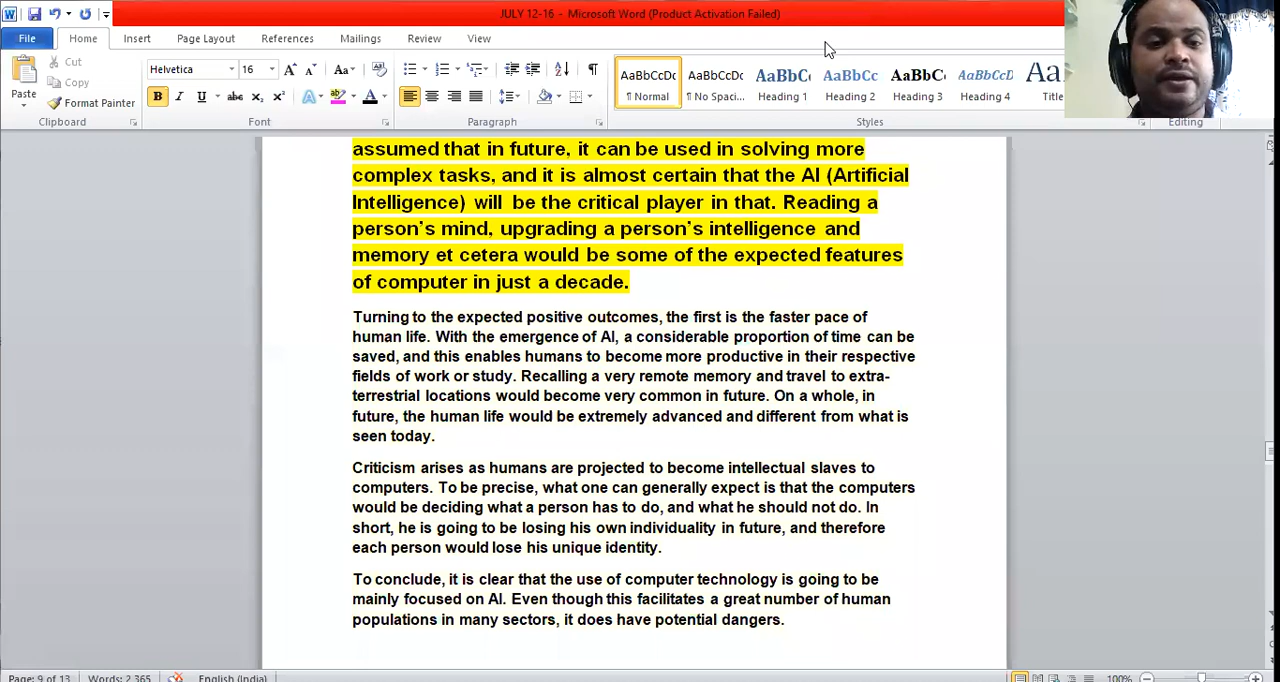 JULY 12-16 - Microsoft Word (Product Activation Failed)
File Home Insert Page Layout References Mailings Review View
Paste
Cut
Copy
Format Painter
Helvetica 16
AaBbCcDc AaBbCcDc AaBbC AaBbCc AaBbC AaBbCcD Aa
¶ Normal ¶ No Spaci... Heading 1 Heading 2 Heading 3 Heading 4 Title
Clipboard Font Paragraph Styles Editing
assumed that in future, it can be used in solving more
complex tasks, and it is almost certain that the AI (Artificial
Intelligence) will be the critical player in that. Reading a
person’s mind, upgrading a person’s intelligence and
memory et cetera would be some of the expected features
of computer in just a decade.
Turning to the expected positive outcomes, the first is the faster pace of
human life. With the emergence of AI, a considerable proportion of time can be
saved, and this enables humans to become more productive in their respective
fields of work or study. Recalling a very remote memory and travel to extra-
terrestrial locations would become very common in future. On a whole, in
future, the human life would be extremely advanced and different from what is
seen today.
Criticism arises as humans are projected to become intellectual slaves to
computers. To be precise, what one can generally expect is that the computers
would be deciding what a person has to do, and what he should not do. In
short, he is going to be losing his own individuality in future, and therefore
each person would lose his unique identity.
To conclude, it is clear that the use of computer technology is going to be
mainly focused on AI. Even though this facilitates a great number of human
populations in many sectors, it does have potential dangers.
Page: 9 of 13 Words: 2,365 English (India) 100%